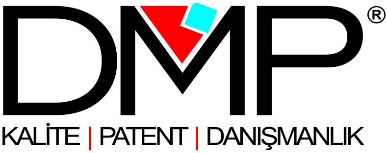 DMP®
KALİTE | PATENT | DANIŞMANLIK